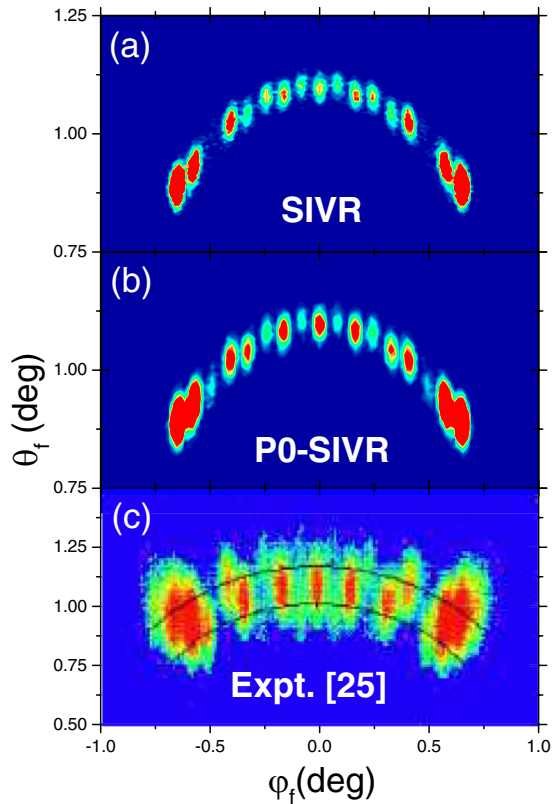 1.25
(a)
1.00
SIVR
0.75
(b)
1.00
P0-SIVR
0.75
(c)
1.25
1.00
0.75
Expt. [25]
0.50
-1.0 -0.5 0.0 0.5 1.0
θf (deg)
φf(deg)